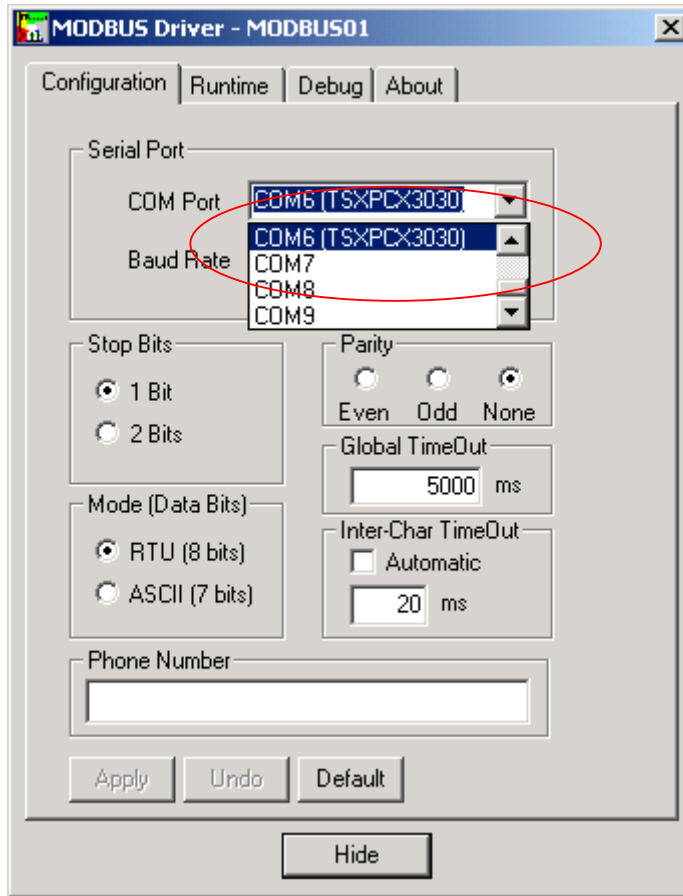 MODBUS Driver - MODBUS01
Configuration Runtime Debug About
Serial Port
COM Port COM6 (TSXPCX3030)
COM6 (TSXPCX3030)
Baud Rate COM7
COM8
COM9
Stop Bits
1 Bit
2 Bits
Parity
Even Odd None
Global TimeOut
5000 ms
Mode (Data Bits)
RTU (8 bits)
ASCII (7 bits)
Inter-Char TimeOut
Automatic
20 ms
Phone Number
Apply Undo Default
Hide